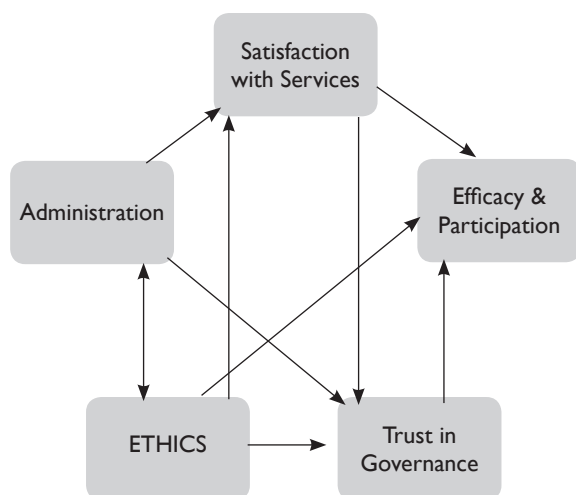 Satisfaction
with Services
Administration
Efficacy &
Participation
ETHICS
Trust in
Governance